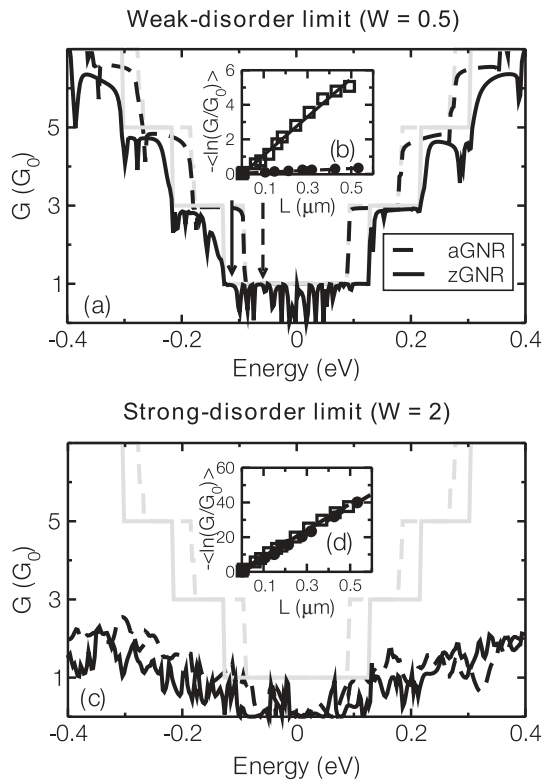 Weak-disorder limit (W = 0.5)
G (G0)
5
3
1
-<ln(G/G0)>
6
4
2
0
(b)
0.1 0.3 0.5
L (μm)
aGNR
zGNR
(a)
-0.4 -0.2 0 0.2 0.4
Energy (eV)
Strong-disorder limit (W = 2)
G (G0)
5
3
1
-<ln(G/G0)>
60
40
20
0
(d)
0.1 0.3 0.5
L (μm)
(c)
-0.4 -0.2 0 0.2 0.4
Energy (eV)